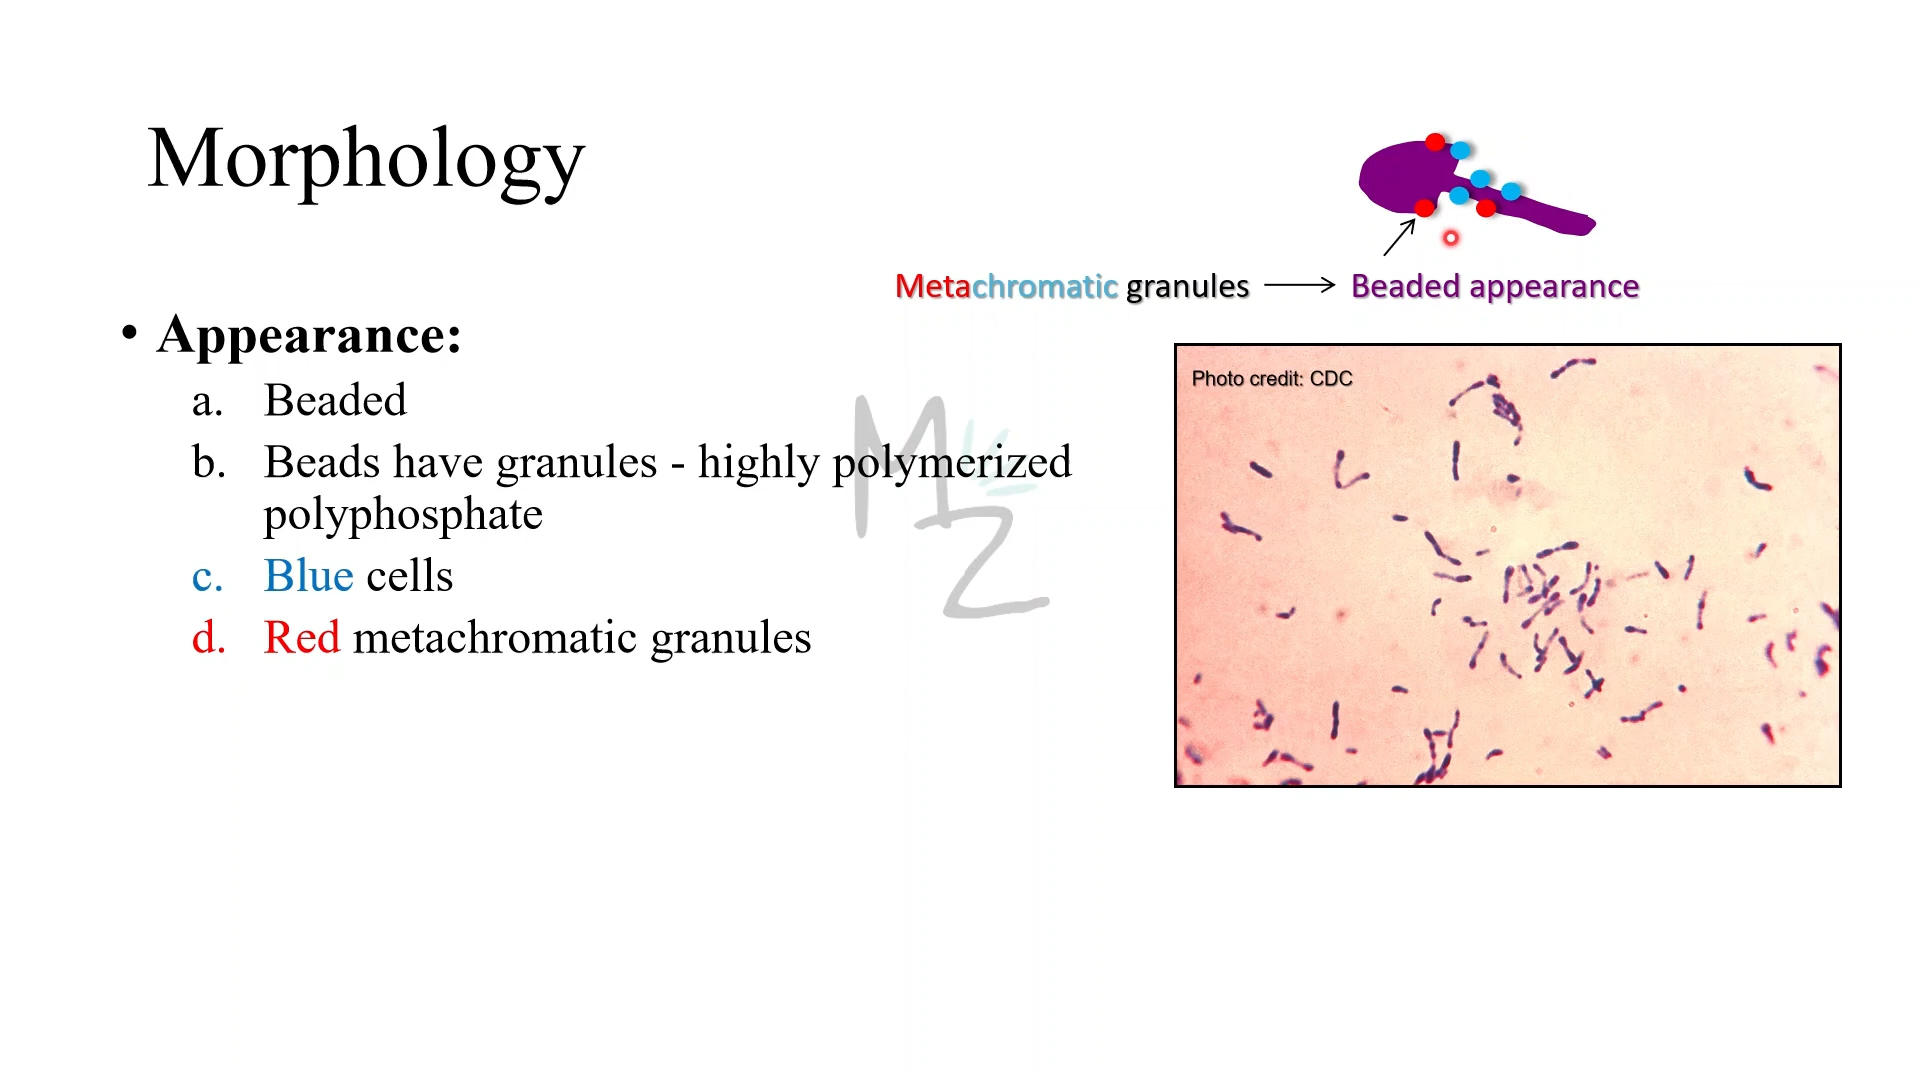 Morphology
Metachromatic granules
Beaded appearance
• Appearance:
a. Beaded
b. Beads have granules - highly polymerized
polyphosphate
c. Blue cells
d. Red metachromatic granules
Photo credit: CDC
MZ